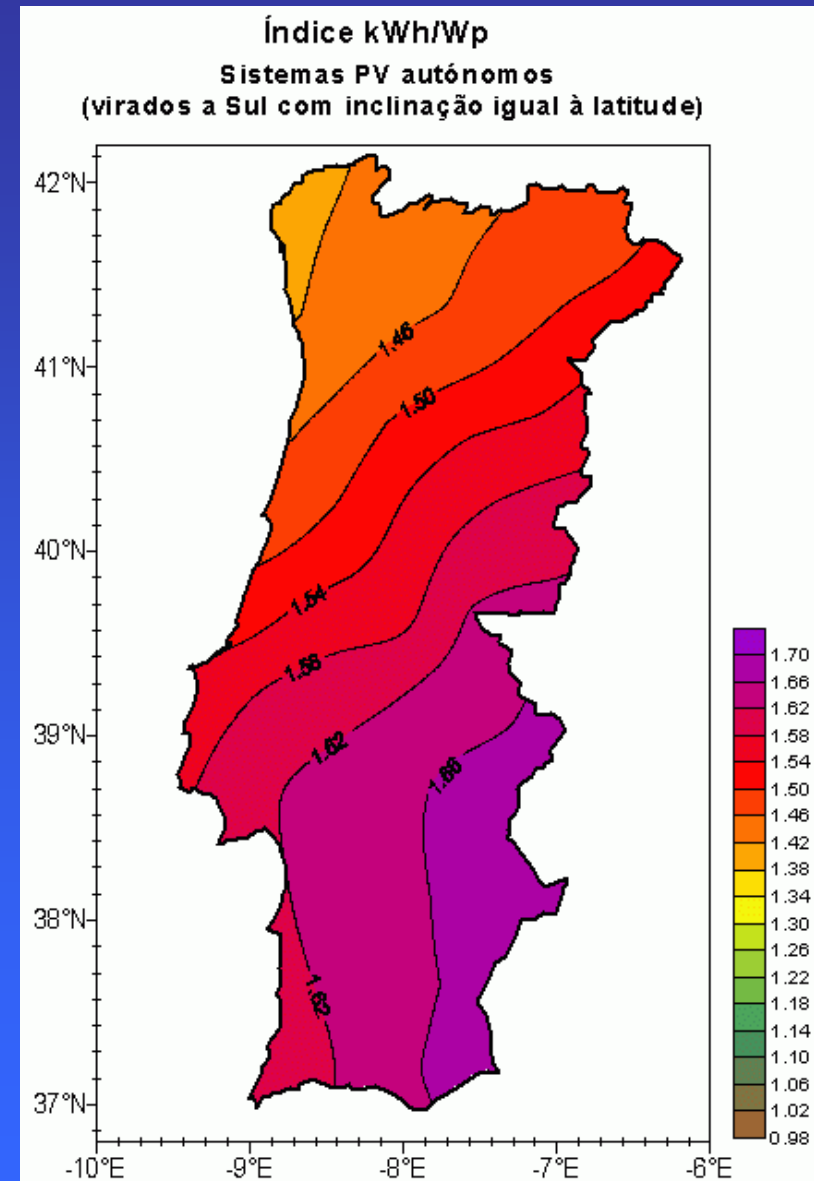 Índice kWh/Wp
Sistemas PV autónomos
(virados a Sul com inclinação igual à latitude)
42°N
41°N
40°N
39°N
38°N
37°N
1.46
1.50
1.54
1.58
1.62
1.66
1.62
1.70
1.66
1.62
1.58
1.54
1.50
1.46
1.42
1.38
1.34
1.30
1.26
1.22
1.18
1.14
1.10
1.06
1.02
0.98
-10°E -9°E -8°E -7°E -6°E